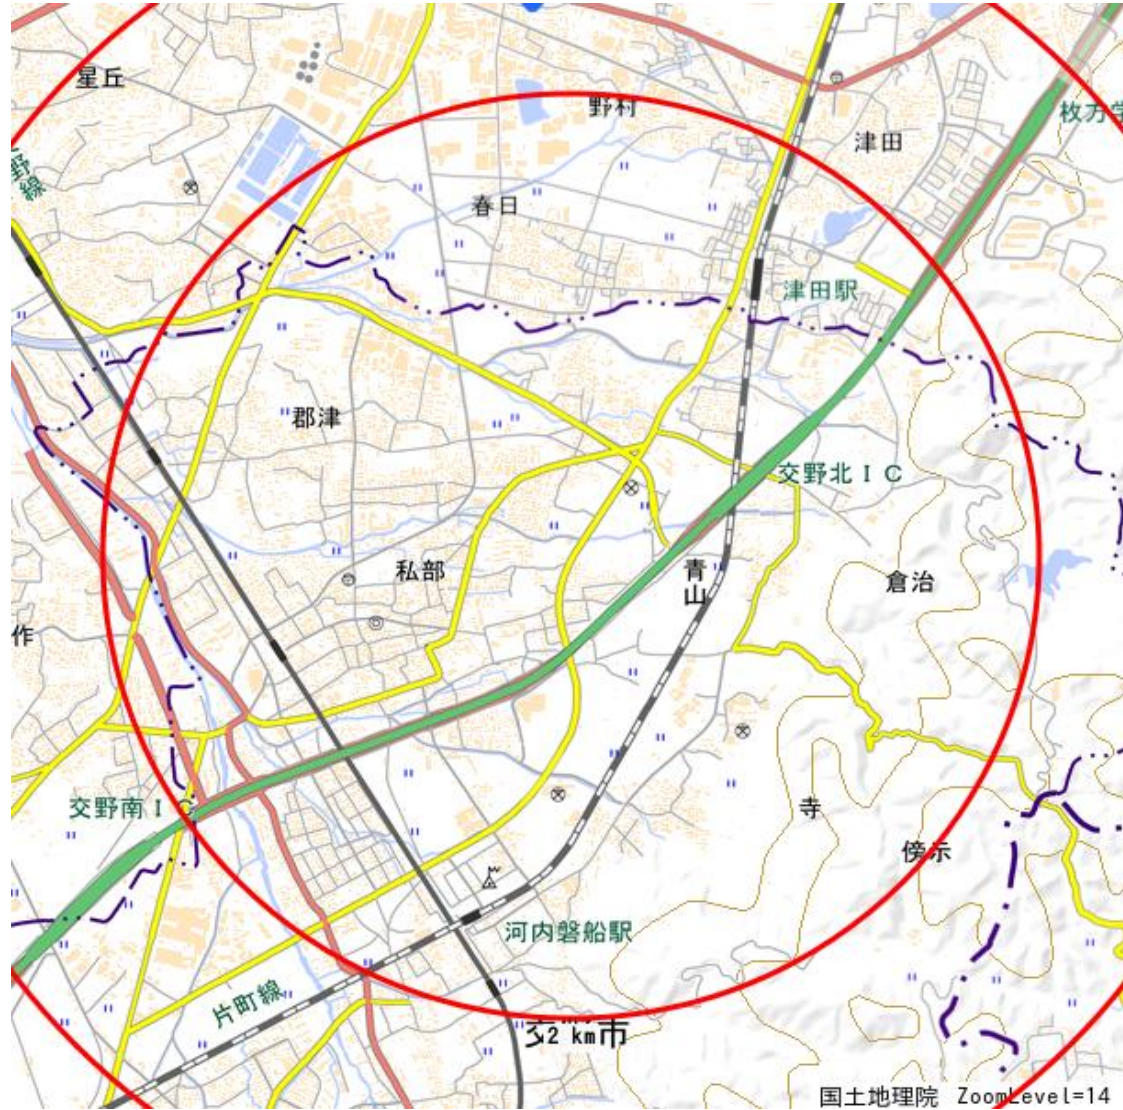 星丘
野村
枚方学
津田
野線
春日
津田駅
郡津
交野北IC
私部
青山
倉治
作
交野南IC
寺
傍示
河内磐船駅
片町線
2 km
市
国土地理院 ZoomLevel=14